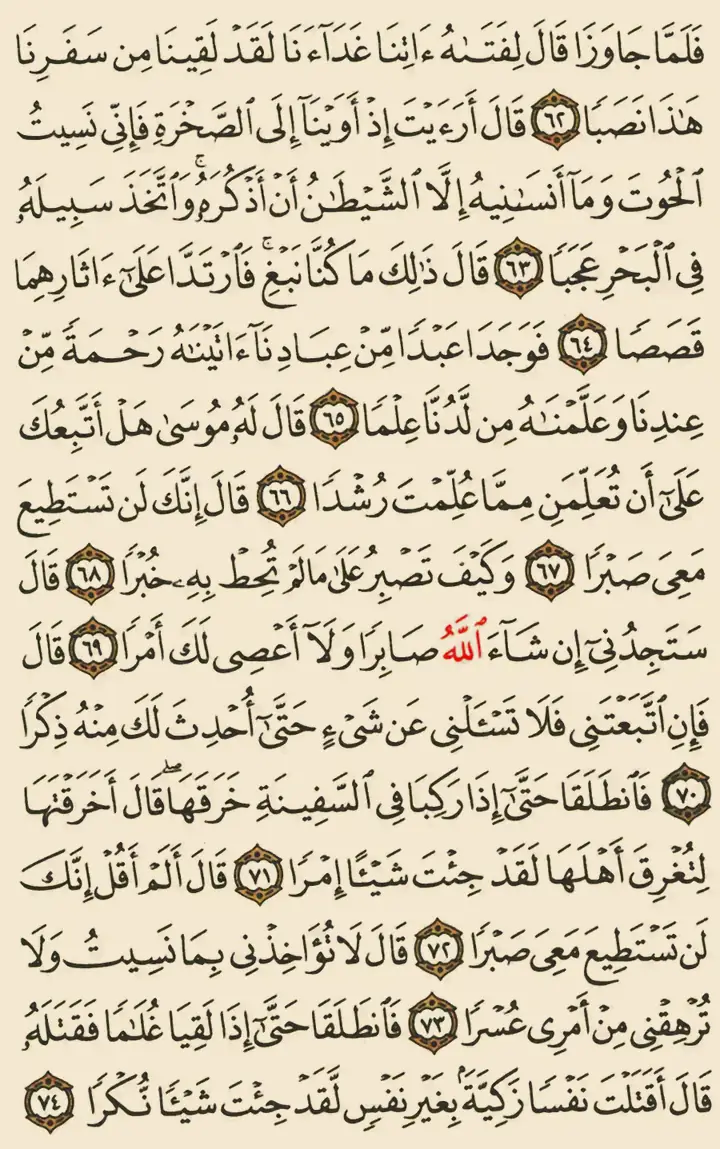 فَلَمَّا جَاوَزَا قَالَ لِفَتَىٰهُ ءَاتِنَا غَدَآءَنَا لَقَدۡ لَقِينَا مِن سَفَرِنَا
هَٰذَا نَصَبٗا ٦٢ قَالَ أَرَءَيۡتَ إِذۡ أَوَيۡنَآ إِلَى ٱلصَّخۡرَةِ فَإِنِّي نَسِيتُ
ٱلۡحُوتَ وَمَآ أَنسَىٰنِيهُ إِلَّا ٱلشَّيۡطَٰنُ أَنۡ أَذۡكُرَهُۥۚ وَٱتَّخَذَ سَبِيلَهُۥ
فِي ٱلۡبَحۡرِ عَجَبٗا ٦٣ قَالَ ذَٰلِكَ مَا كُنَّا نَبۡغِۚ فَٱرۡتَدَّا عَلَىٰٓ ءَاثَارِهِمَا
قَصَصٗا ٦٤ فَوَجَدَا عَبۡدٗا مِّنۡ عِبَادِنَآ ءَاتَيۡنَٰهُ رَحۡمَةٗ مِّنۡ
عِندِنَا وَعَلَّمۡنَٰهُ مِن لَّدُنَّا عِلۡمٗا ٦٥ قَالَ لَهُۥ مُوسَىٰ هَلۡ أَتَّبِعُكَ
عَلَىٰٓ أَن تُعَلِّمَنِ مِمَّا عُلِّمۡتَ رُشۡدٗا ٦٦ قَالَ إِنَّكَ لَن تَسۡتَطِيعَ
مَعِيَ صَبۡرٗا ٦٧ وَكَيۡفَ تَصۡبِرُ عَلَىٰ مَا لَمۡ تُحِطۡ بِهِۦ خُبۡرٗا ٦٨ قَالَ
سَتَجِدُنِيٓ إِن شَآءَ ٱللَّهُ صَابِرٗا وَلَآ أَعۡصِي لَكَ أَمۡرٗا ٦٩ قَالَ
فَإِنِ ٱتَّبَعۡتَنِي فَلَا تَسۡـَٔلۡنِي عَن شَيۡءٍ حَتَّىٰٓ أُحۡدِثَ لَكَ مِنۡهُ ذِكۡرٗا
٧٠ فَٱنطَلَقَا حَتَّىٰٓ إِذَا رَكِبَا فِي ٱلسَّفِينَةِ خَرَقَهَاۖ قَالَ أَخَرَقۡتَهَا
لِتُغۡرِقَ أَهۡلَهَا لَقَدۡ جِئۡتَ شَيۡـًٔا إِمۡرٗا ٧١ قَالَ أَلَمۡ أَقُلۡ إِنَّكَ
لَن تَسۡتَطِيعَ مَعِيَ صَبۡرٗا ٧٢ قَالَ لَا تُؤَاخِذۡنِي بِمَا نَسِيتُ وَلَا
تُرۡهِقۡنِي مِنۡ أَمۡرِي عُسۡرٗا ٧٣ فَٱنطَلَقَا حَتَّىٰٓ إِذَا لَقِيَا غُلَٰمٗا فَقَتَلَهُۥ
قَالَ أَقَتَلۡتَ نَفۡسٗا زَكِيَّةَۢ بِغَيۡرِ نَفۡسٖ لَّقَدۡ جِئۡتَ شَيۡـٔٗا نُّكۡرٗا ٧٤